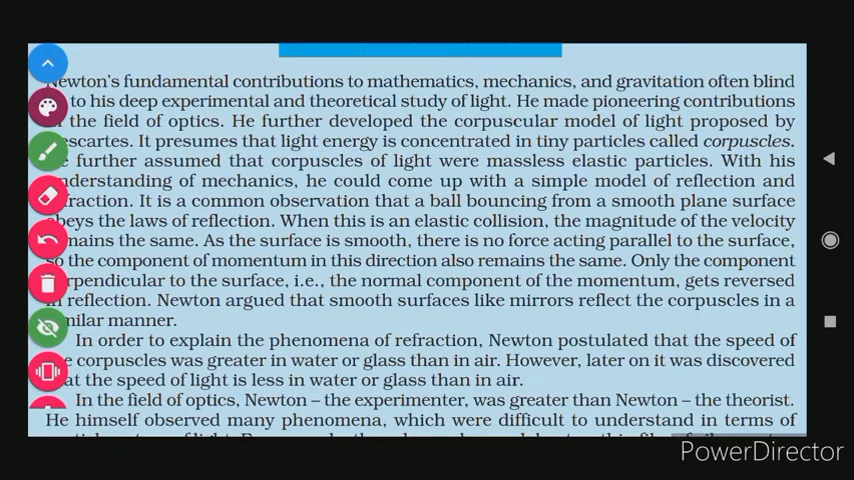 ewton's fundamental contributions to mathematics, mechanics, and gravitation often blind
to his deep experimental and theoretical study of light. He made pioneering contributions
the field of optics. He further developed the corpuscular model of light proposed by
escartes. It presumes that light energy is concentrated in tiny particles called corpuscles.
further assumed that corpuscles of light were massless elastic particles. With his
nderstanding of mechanics, he could come up with a simple model of reflection and
fraction. It is a common observation that a ball bouncing from a smooth plane surface
beys the laws of reflection. When this is an elastic collision, the magnitude of the velocity
mains the same. As the surface is smooth, there is no force acting parallel to the surface,
so the component of momentum in this direction also remains the same. Only the component
rpendicular to the surface, i.e., the normal component of the momentum, gets reversed
in reflection. Newton argued that smooth surfaces like mirrors reflect the corpuscles in a
milar manner.
In order to explain the phenomena of refraction, Newton postulated that the speed of
e corpuscles was greater in water or glass than in air. However, later on it was discovered
at the speed of light is less in water or glass than in air.
In the field of optics, Newton – the experimenter, was greater than Newton – the theorist.
He himself observed many phenomena, which were difficult to understand in terms of
PowerDirector